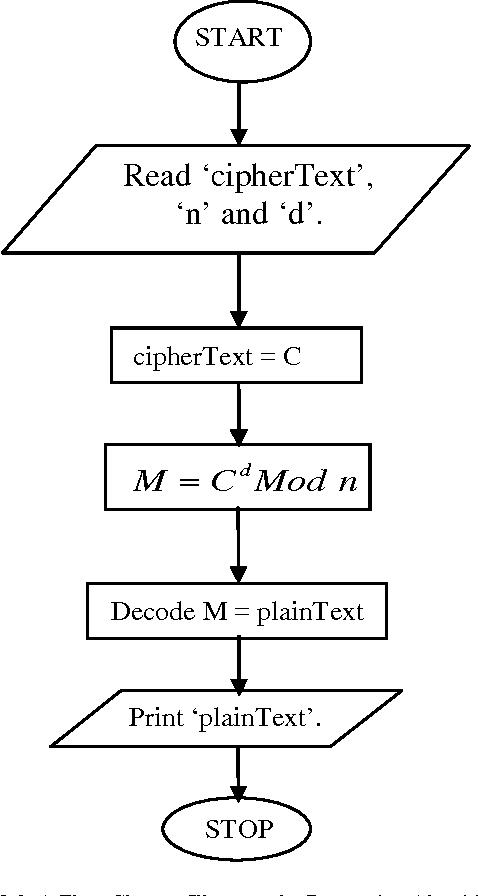 START
Read ‘cipherText’,
‘n’ and ‘d’.
cipherText = C
M = C^d Mod n
Decode M = plainText
Print ‘plainText’.
STOP